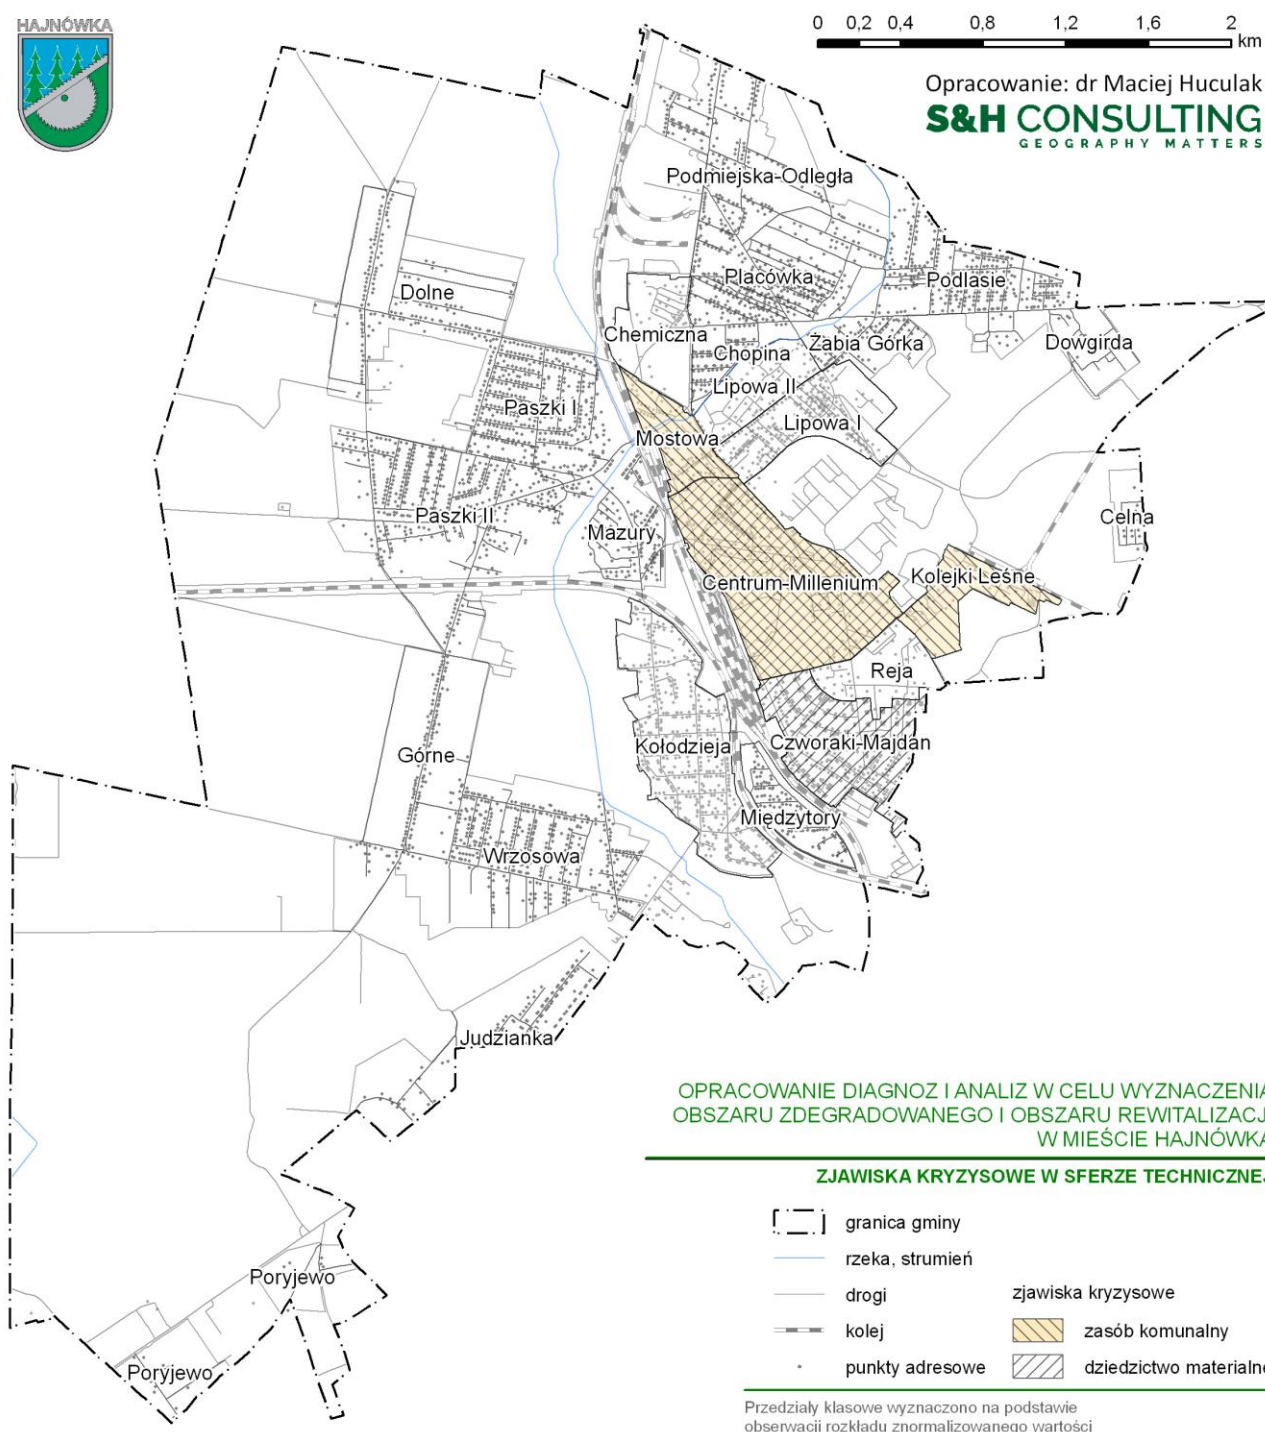 HAJNÓWKA
0 0,2 0,4 0,8 1,2 1,6 2 km
Opracowanie: dr Maciej Huculak
S&H CONSULTING
GEOGRAPHY MATTERS
Podmiejska-Odległa
Placówka
Podlasie
Dolne
Chemiczna
Chopina
Żabia Górka
Dowgirda
Lipowa II
Paszki I
Lipowa I
Mostowa
Paszki II
Celna
Mazury
Centrum-Millenium
Kolejki Leśne
Reja
Kołodzieja
Czworaki-Majdan
Górne
Międzytory
Wrzosowa
Judzianka
Poryjewo
Poryjewo
OPRACOWANIE DIAGNOZ I ANALIZ W CELU WYZNACZENIA
OBSZARU ZDEGRADOWANEGO I OBSZARU REWITALIZACJI
W MIEŚCIE HAJNÓWKA
ZJAWISKA KRYZYSOWE W SFERZE TECHNICZNEJ
granica gminy
rzeka, strumień
drogi
kolej
punkty adresowe
zjawiska kryzysowe
zasób komunalny
dziedzictwo materialne
Przedziały klasowe wyznaczono na podstawie
obserwacji rozkładu znormalizowanego wartości